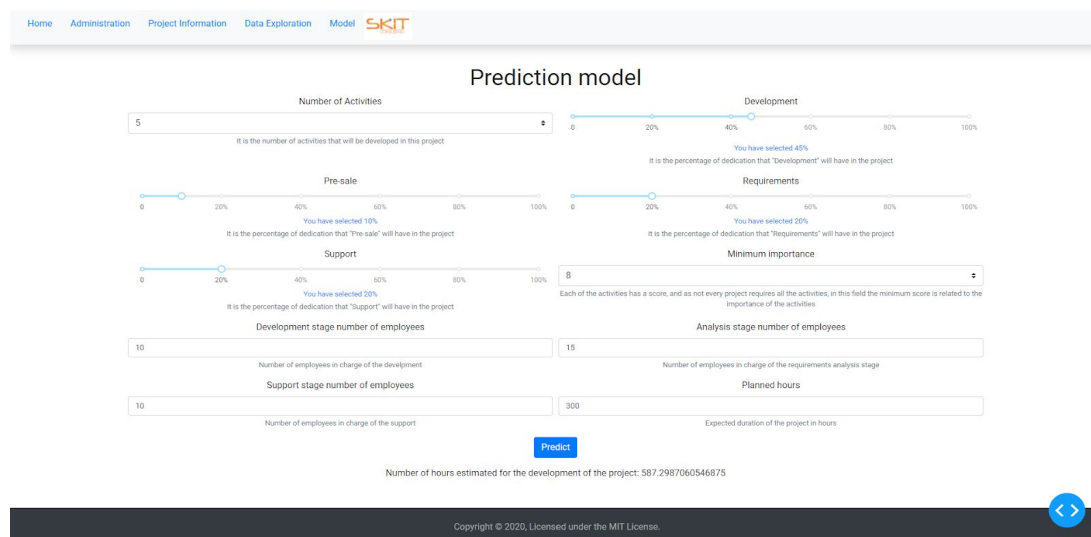 Home Administration Project Information Data Exploration Model SKIT
Prediction model
Number of Activities
5
It is the number of activities that will be developed in this project
Development
0 20% 40% 60% 80% 100%
You have selected 45%
It is the percentage of dedication that "Development" will have in the project
Pre-sale
0 20% 40% 60% 80% 100%
You have selected 10%
It is the percentage of dedication that "Pre-sale" will have in the project
Requirements
0 20% 40% 60% 80% 100%
You have selected 20%
It is the percentage of dedication that "Requirements" will have in the project
Support
0 20% 40% 60% 80% 100%
You have selected 20%
It is the percentage of dedication that "Support" will have in the project
Minimum importance
8
Each of the activities has a score, and as not every project requires all the activities, in this field the minimum score is related to the
importance of the activities
Development stage number of employees
10
Number of employees in charge of the develpment
Analysis stage number of employees
15
Number of employees in charge of the requirements analysis stage
Support stage number of employees
10
Number of employees in charge of the support
Planned hours
300
Expected duration of the project in hours
Predict
Number of hours estimated for the development of the project: 587.2987060546875
Copyright © 2020, Licensed under the MIT License.